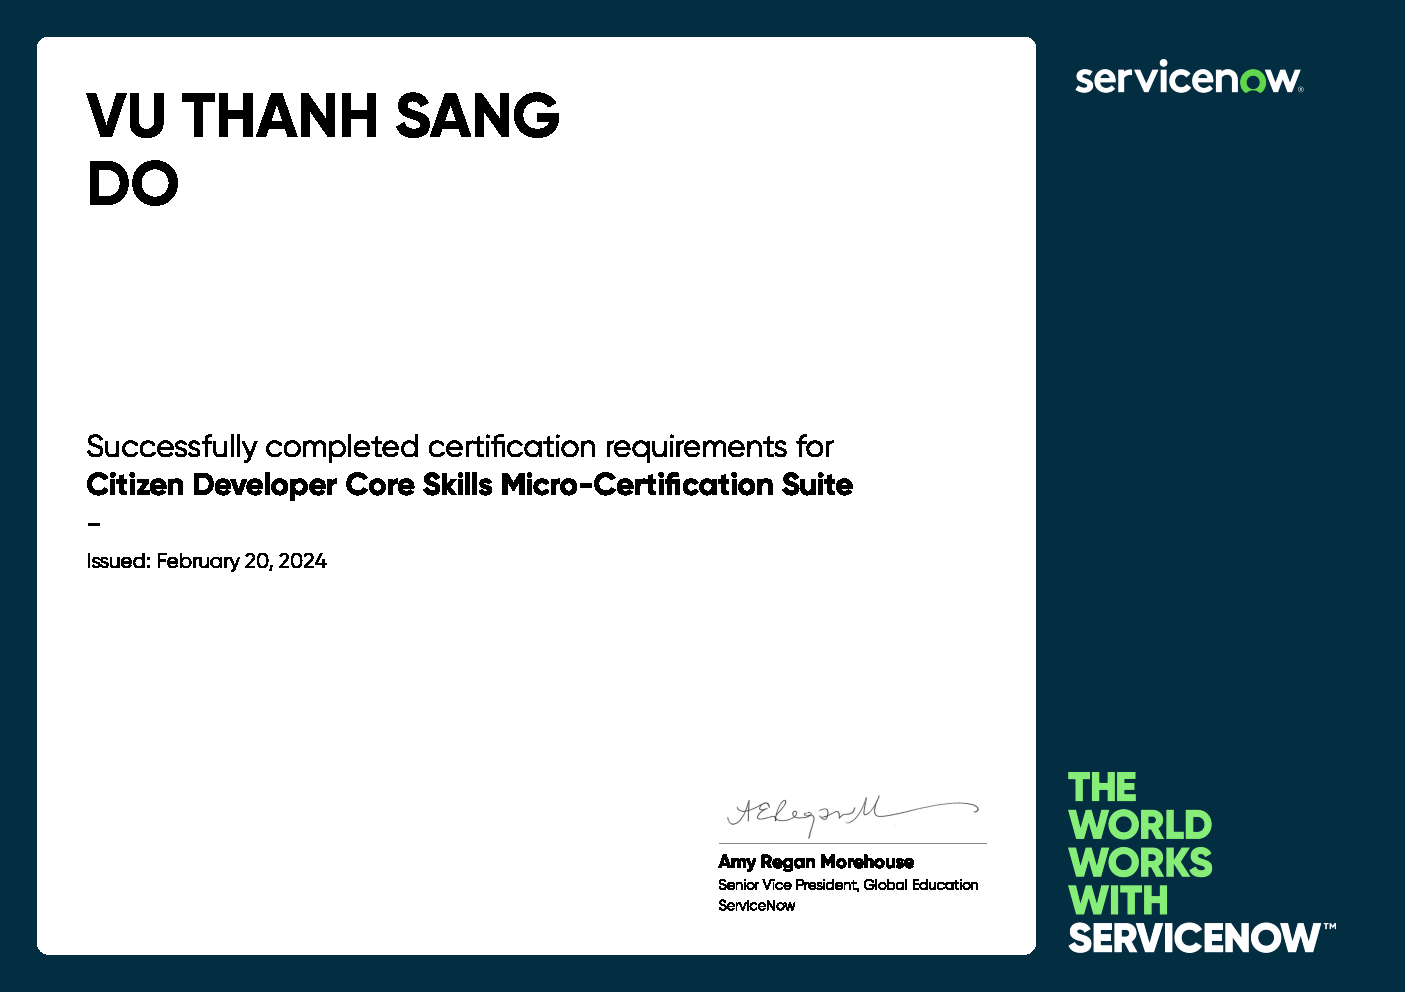 VU THANH SANG
DO
Successfully completed certification requirements for
Citizen Developer Core Skills Micro-Certification Suite
–
Issued: February 20, 2024
Amy Regan Morehouse
Senior Vice President, Global Education
ServiceNow
servicenow®
THE
WORLD
WORKS
WITH
SERVICENOW™